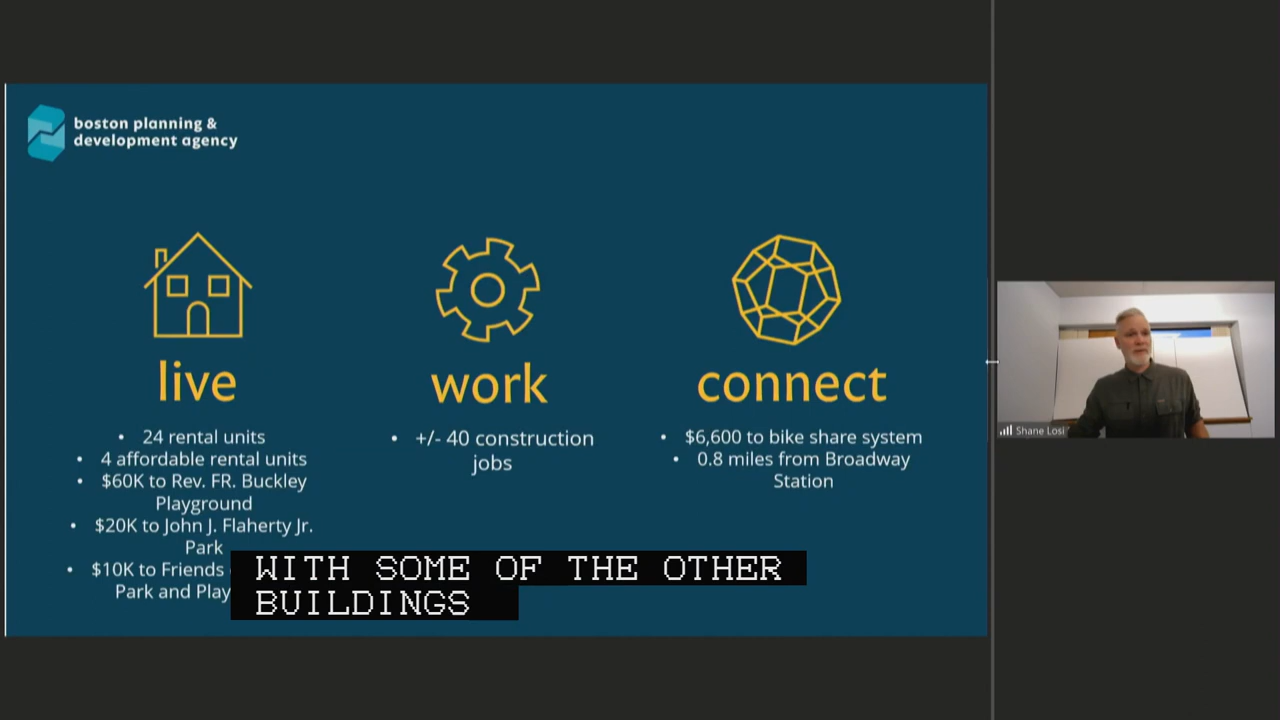 boston planning &
development agency
live
work
connect
• 24 rental units
• 4 affordable rental units
• $60K to Rev. FR. Buckley
Playground
• $20K to John J. Flaherty Jr.
Park
• $10K to Friends
Park and Play
• +/- 40 construction
jobs
• $6,600 to bike share system
• 0.8 miles from Broadway
Station
WITH SOME OF THE OTHER
BUILDINGS
Shane Losi